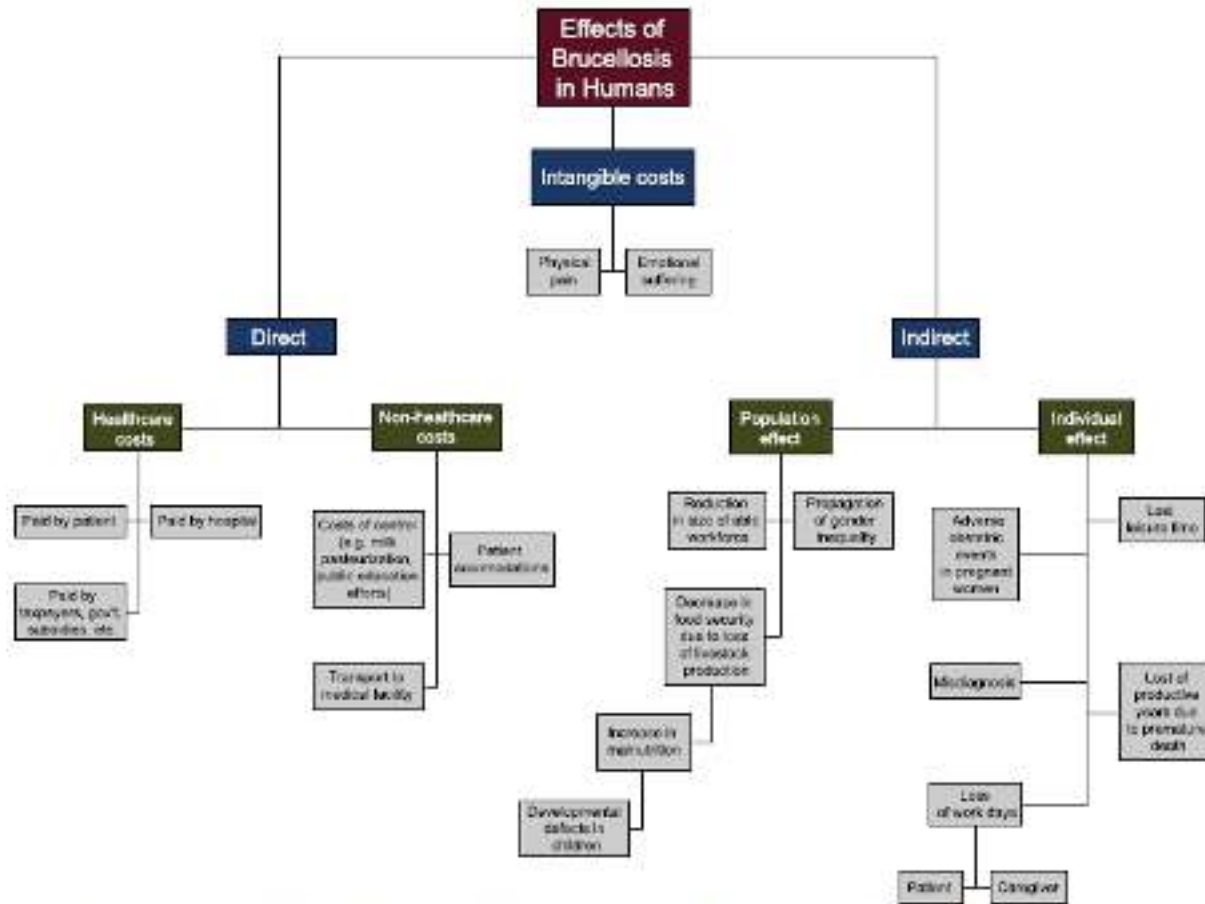 Effects of
Brucellosis
in Humans
Intangible costs
Physical
pain
Emotional
suffering
Direct
Indirect
Healthcare
costs
Non-healthcare
costs
Population
effect
Individual
effect
Paid by patient
Paid by hospital
Paid by
taxpayers, gov't,
subsidies, etc
Costs of control
(e.g. milk
pasteurization,
public education
efforts)
Patient
accomodations
Transport to
medical facility
Reduction
in size of able
workforce
Propagation
of gender
inequality
Decrease in
food security
due to loss
of livestock
production
Increase in
malnutrition
Developmental
defects in
children
Adverse
obstetric
events
in pregnant
women
Loss
leisure time
Misdiagnosis
Lost of
productive
years due
to premature
death
Loss
of work days
Patient
Caregiver